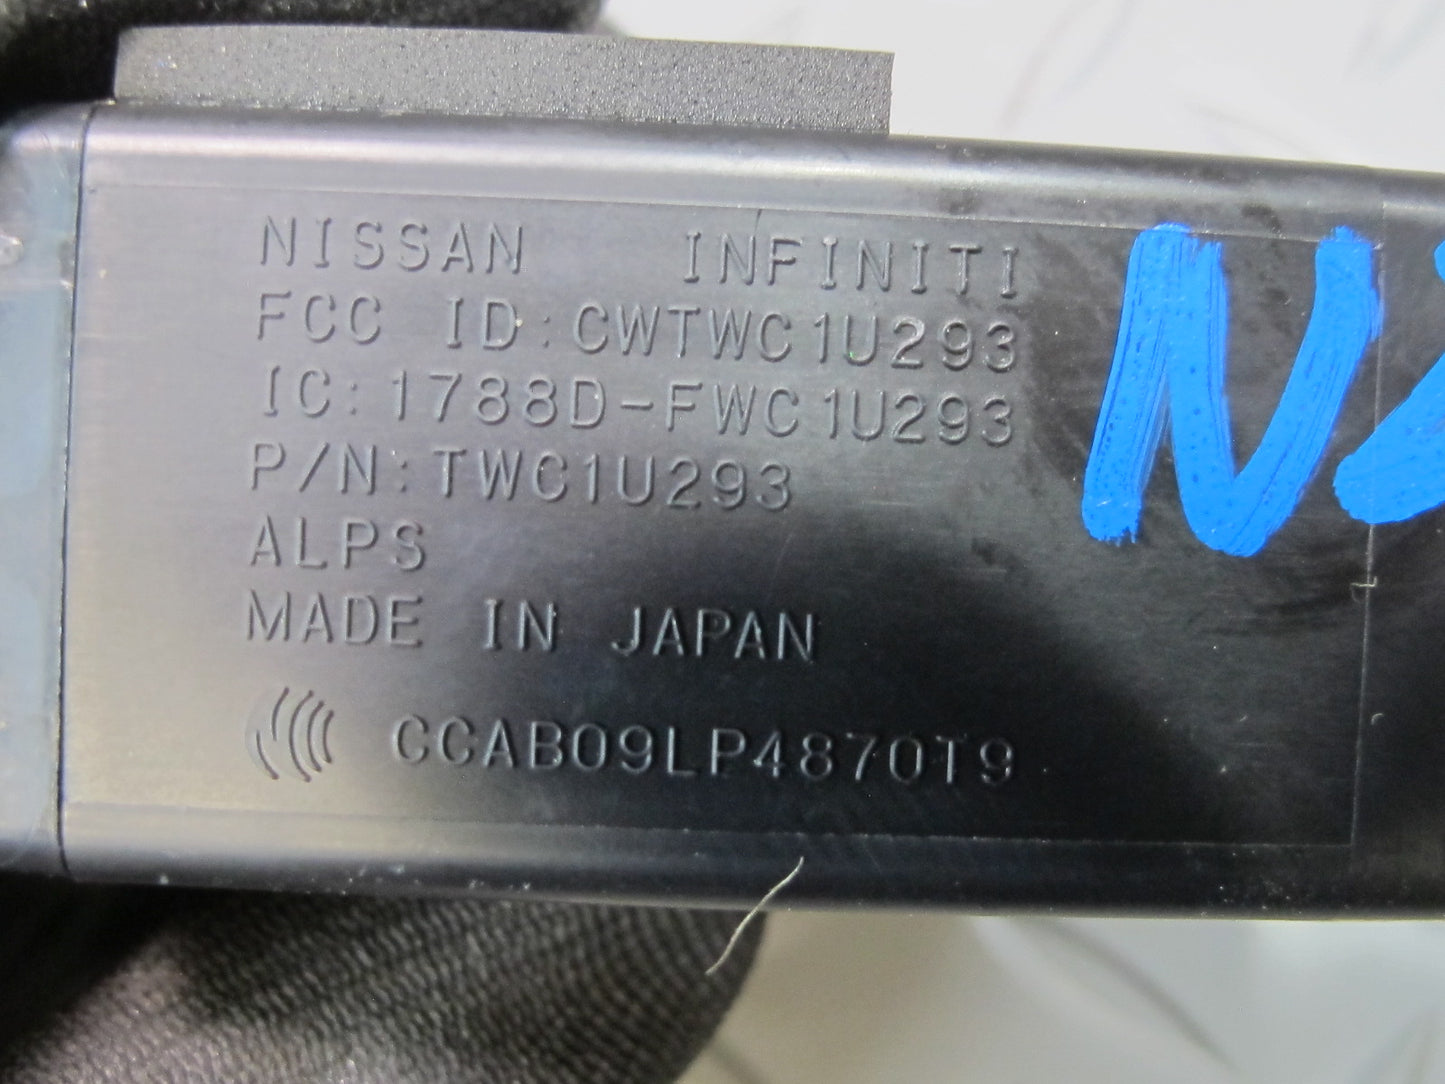 NISSAN INFINITI
FCC ID:CWTWC1U293
IC:1788D-FWC1U293
P/N:TWC1U293
ALPS
MADE IN JAPAN
CCAB09LP4870T9